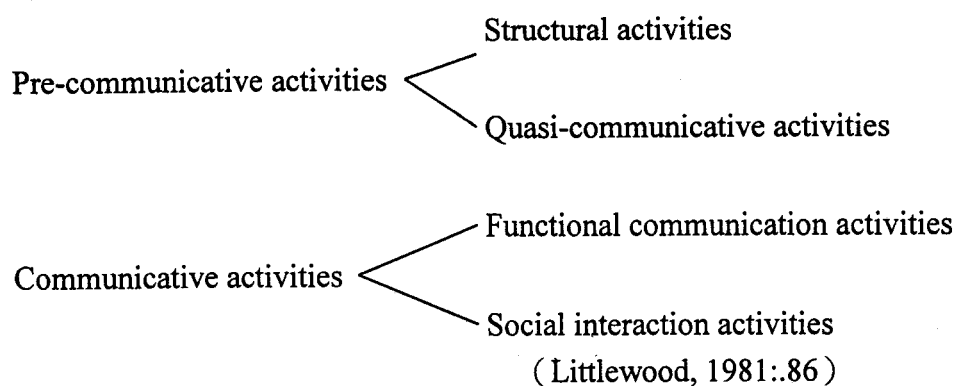 Structural activities
Pre-communicative activities
Quasi-communicative activities
Functional communication activities
Communicative activities
Social interaction activities
(Littlewood, 1981:.86)